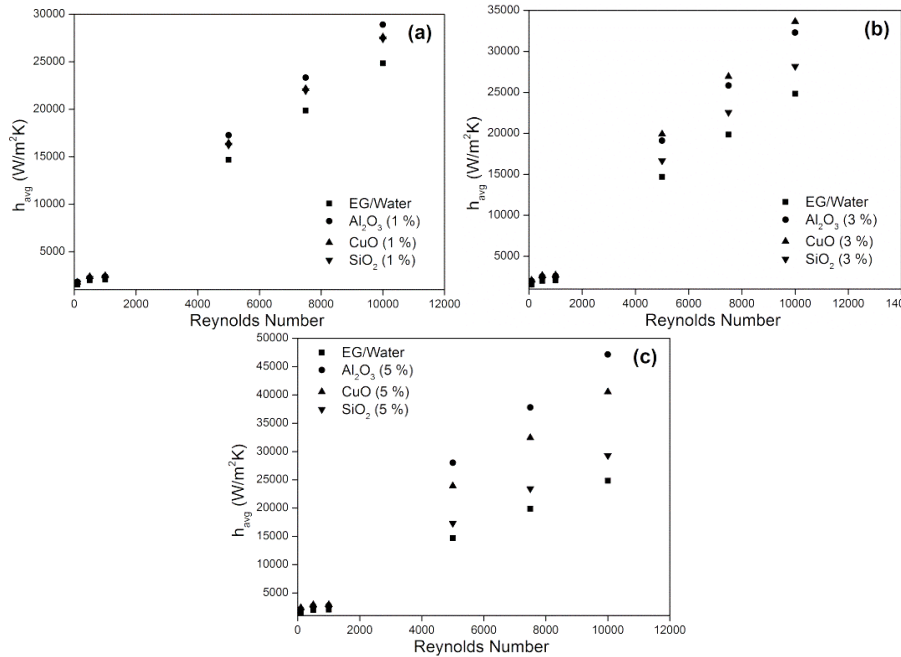 (a)
30000
25000
20000
15000
10000
5000
h_avg (W/m²K)
EG/Water
Al₂O₃ (1 %)
CuO (1 %)
SiO₂ (1 %)
0 2000 4000 6000 8000 10000 12000
Reynolds Number
(b)
35000
30000
25000
20000
15000
10000
5000
h_avg (W/m²K)
EG/Water
Al₂O₃ (3 %)
CuO (3 %)
SiO₂ (3 %)
0 2000 4000 6000 8000 10000 12000
Reynolds Number
(c)
50000
45000
40000
35000
30000
25000
20000
15000
10000
5000
h_avg (W/m²K)
EG/Water
Al₂O₃ (5 %)
CuO (5 %)
SiO₂ (5 %)
0 2000 4000 6000 8000 10000 12000
Reynolds Number